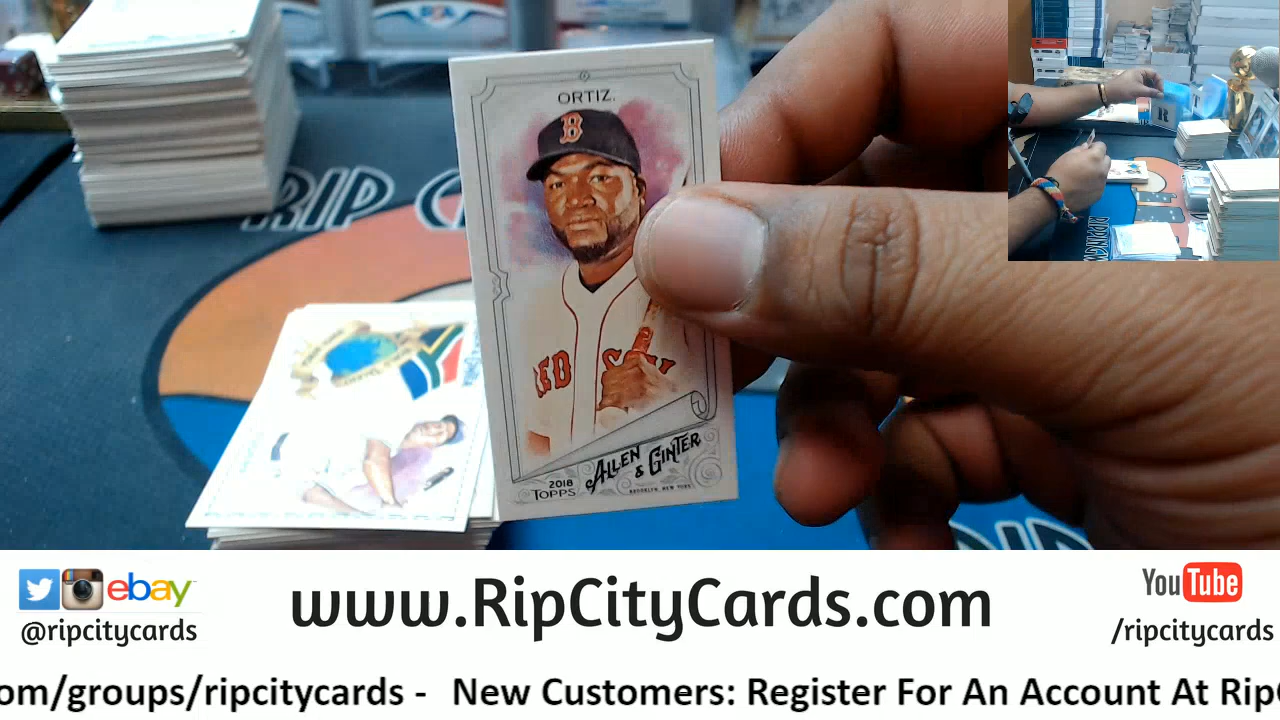 RIP C
ORTIZ.
B
RED SOX
2018
TOPPS
ALLEN
&
GINTER
BROOKLYN, NEW YORK
R
RIPPING
ebay
@ripcitycards
www.RipCityCards.com
YouTube
/ripcitycards
om/groups/ripcitycards - New Customers: Register For An Account At Rip